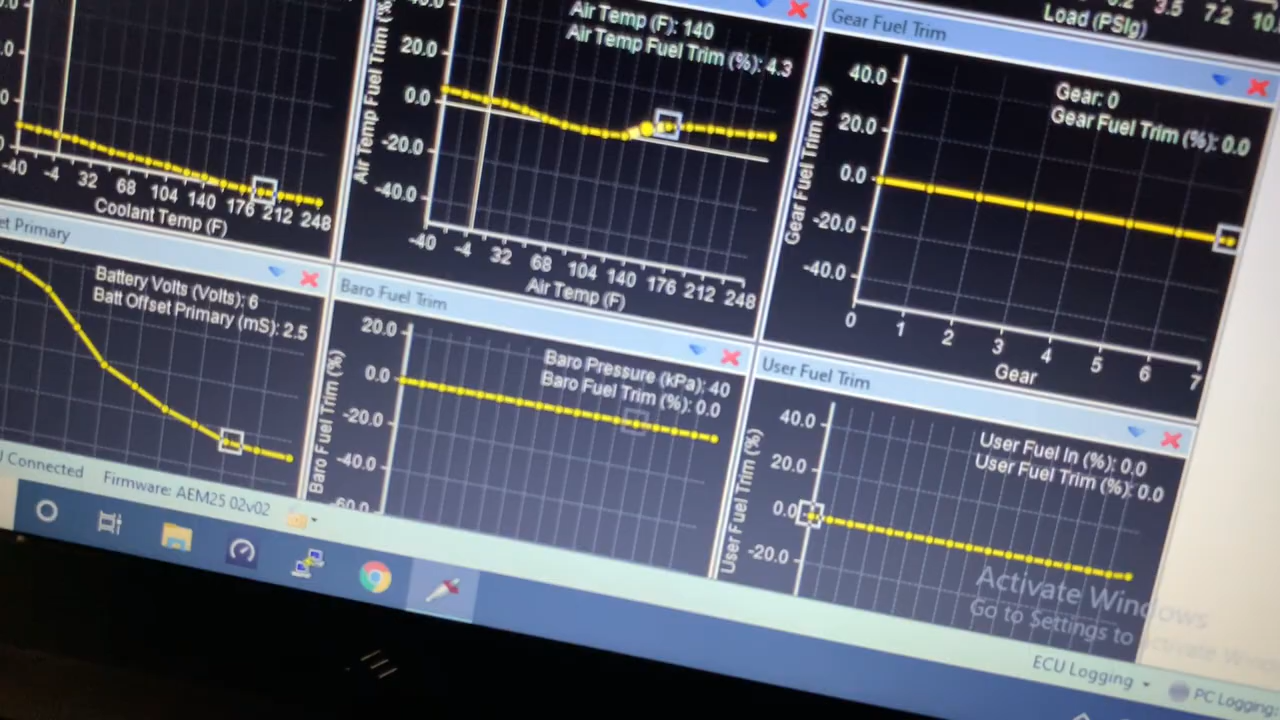 Load (PSIg)
3.5
7.2
Air Temp (F): 140
Air Temp Fuel Trim (%): 4.3
Air Temp Fuel Trim (%)
20.0
0.0
-20.0
-40.0
-40
-4
32
68
104
140
176
212
248
Air Temp (F)
Gear Fuel Trim
Gear: 0
Gear Fuel Trim (%): 0.0
Gear Fuel Trim (%)
40.0
20.0
0.0
-20.0
-40.0
0
1
2
3
4
5
6
7
Gear
-40
-4
32
68
104
140
176
212
248
Coolant Temp (F)
Primary
Battery Volts (Volts): 6
Batt Offset Primary (mS): 2.5
Baro Fuel Trim
Baro Pressure (kPa): 40
Baro Fuel Trim (%): 0.0
Baro Fuel Trim (%)
20.0
0.0
-20.0
-40.0
-60.0
User Fuel Trim
User Fuel In (%): 0.0
User Fuel Trim (%): 0.0
User Fuel Trim (%)
40.0
20.0
0.0
-20.0
Connected
Firmware: AEM25 02v02
Activate Windows
Go to Settings to
ECU Logging
PC Logging: